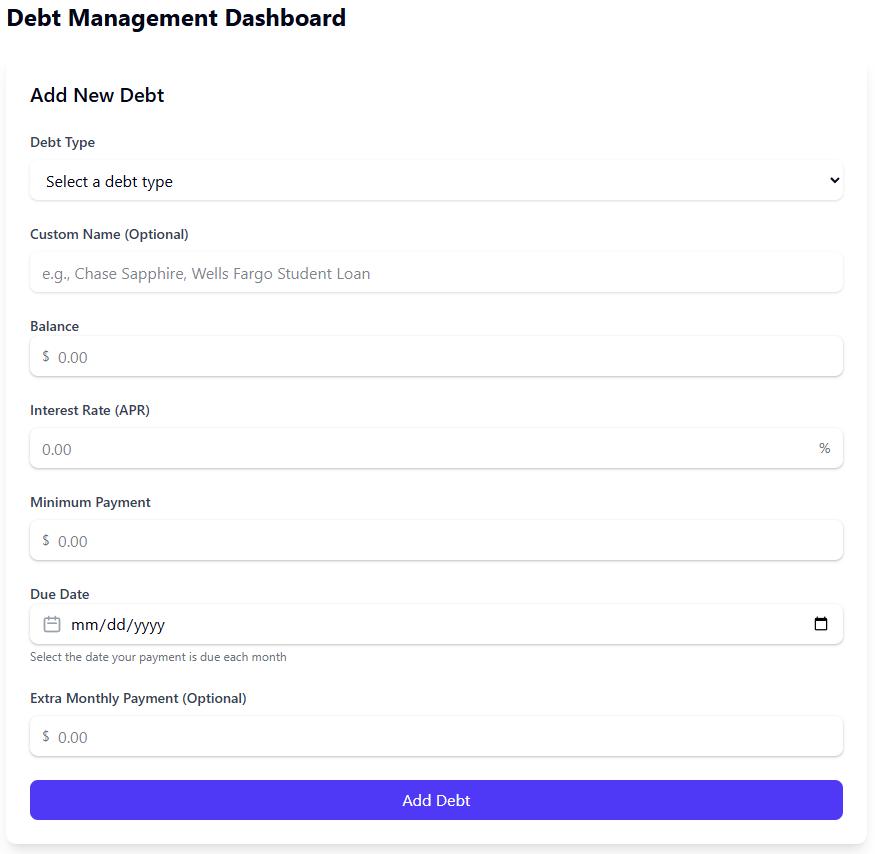 Debt Management Dashboard
Add New Debt
Debt Type
Select a debt type
Custom Name (Optional)
e.g., Chase Sapphire, Wells Fargo Student Loan
Balance
$ 0.00
Interest Rate (APR)
0.00 %
Minimum Payment
$ 0.00
Due Date
mm/dd/yyyy
Select the date your payment is due each month
Extra Monthly Payment (Optional)
$ 0.00
Add Debt